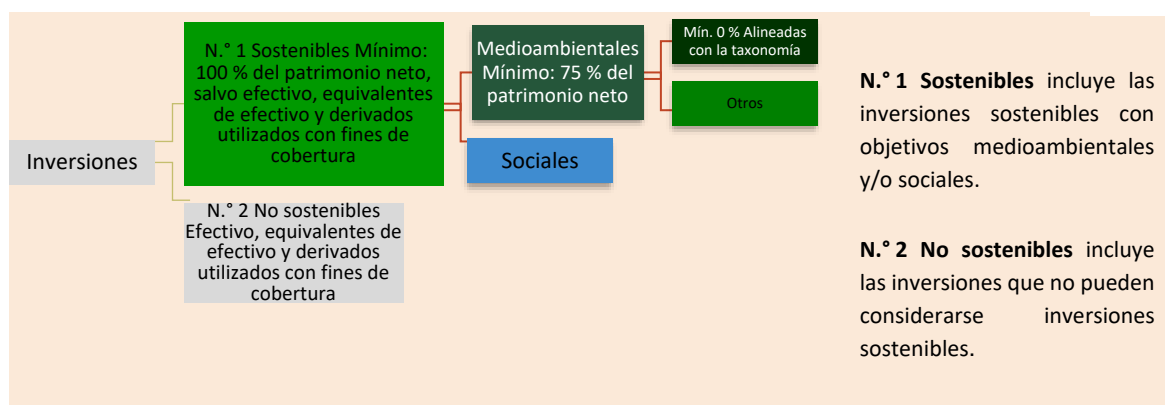 Inversiones
N.° 1 Sostenibles Mínimo:
100 % del patrimonio neto,
salvo efectivo, equivalentes
de efectivo y derivados
utilizados con fines de
cobertura
N.° 2 No sostenibles
Efectivo, equivalentes de
efectivo y derivados
utilizados con fines de
cobertura
Medioambientales
Mínimo: 75 % del
patrimonio neto
Sociales
Mín. 0 % Alineadas
con la taxonomía
Otros
N.° 1 Sostenibles incluye las
inversiones sostenibles con
objetivos medioambientales
y/o sociales.
N.° 2 No sostenibles incluye
las inversiones que no pueden
considerarse inversiones
sostenibles.